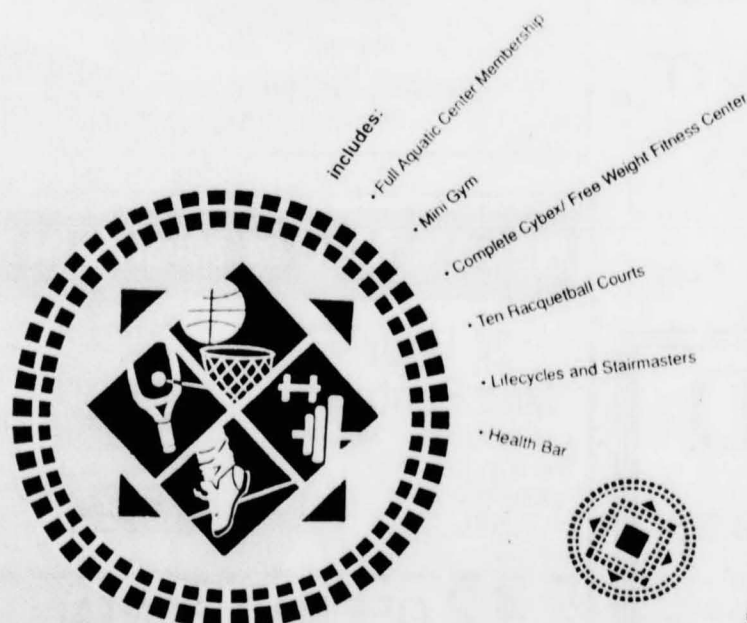 includes:
• Full Aquatic Center Membership
• Mini Gym
• Complete Cybex/ Free Weight Fitness Center
• Ten Racquetball Courts
• Lifecycles and Stairmasters
• Health Bar